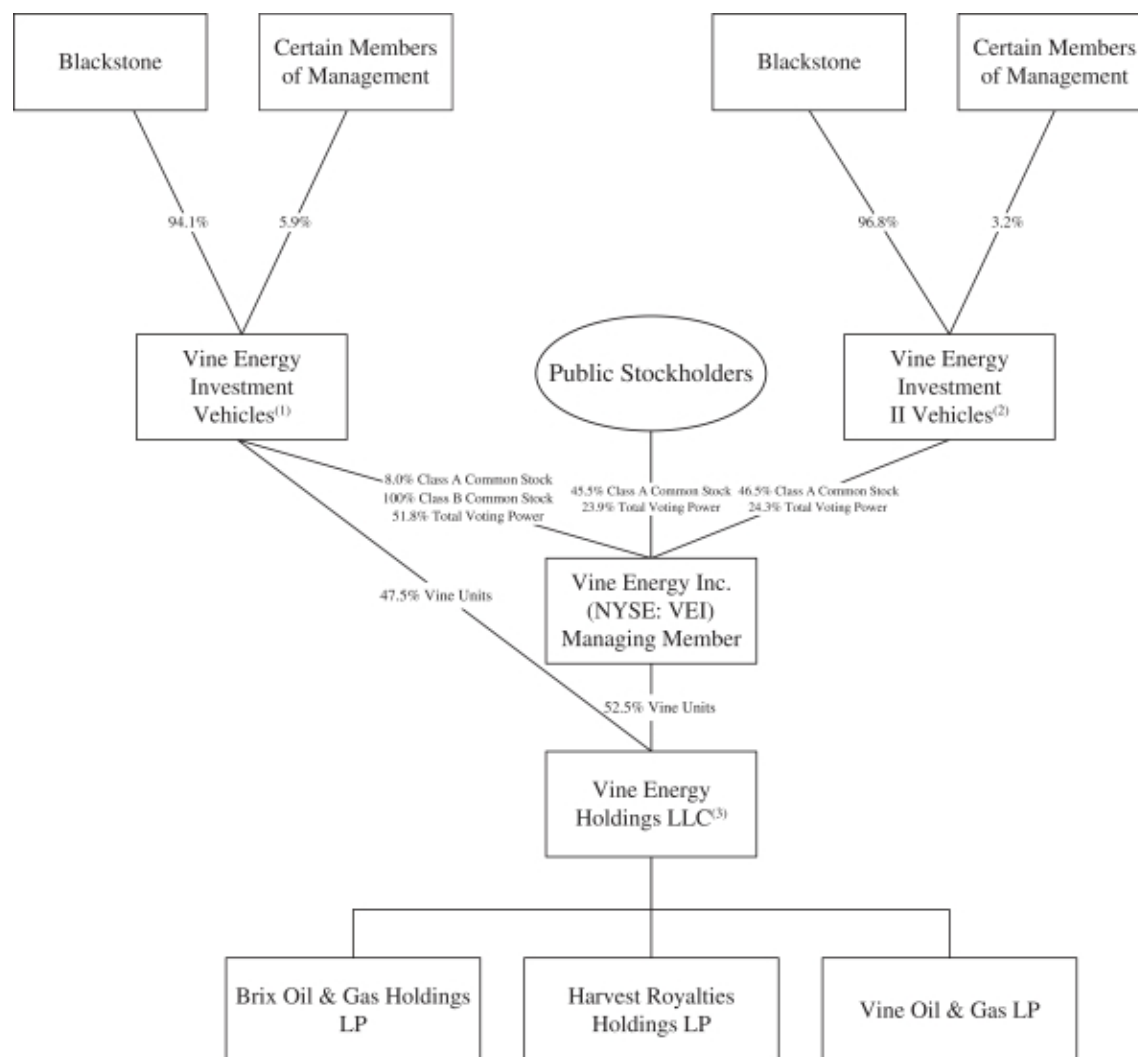 Blackstone
Certain Members
of Management
Blackstone
Certain Members
of Management
94.1%
5.9%
96.8%
3.2%
Vine Energy
Investment
Vehicles(1)
Public Stockholders
Vine Energy
Investment
II Vehicles(2)
8.0% Class A Common Stock
100% Class B Common Stock
51.8% Total Voting Power
45.5% Class A Common Stock
23.9% Total Voting Power
46.5% Class A Common Stock
24.3% Total Voting Power
47.5% Vine Units
Vine Energy Inc.
(NYSE: VEI)
Managing Member
52.5% Vine Units
Vine Energy
Holdings LLC(3)
Brix Oil & Gas Holdings
LP
Harvest Royalties
Holdings LP
Vine Oil & Gas LP